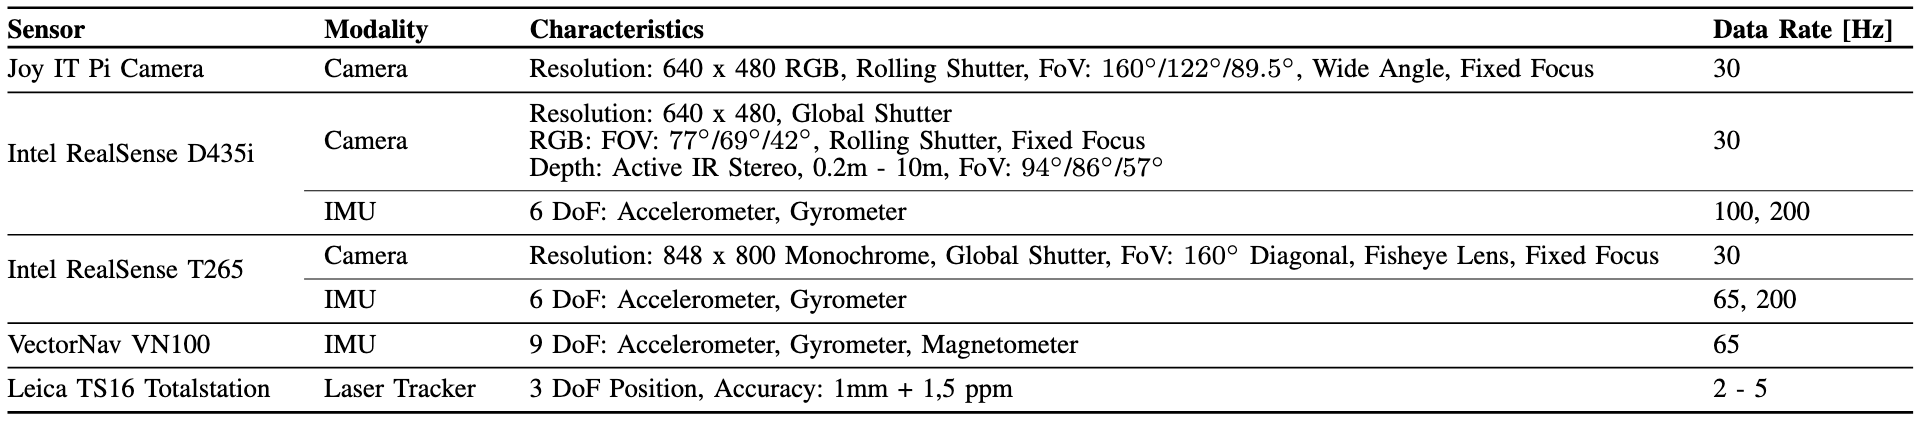 Sensor Modality Characteristics Data Rate [Hz]
Joy IT Pi Camera Camera Resolution: 640 x 480 RGB, Rolling Shutter, FoV: 160°/122°/89.5°, Wide Angle, Fixed Focus 30
Intel RealSense D435i Camera Resolution: 640 x 480, Global Shutter
RGB: FOV: 77°/69°/42°, Rolling Shutter, Fixed Focus 30
Depth: Active IR Stereo, 0.2m - 10m, FoV: 94°/86°/57°
IMU 6 DoF: Accelerometer, Gyrometer 100, 200
Intel RealSense T265 Camera Resolution: 848 x 800 Monochrome, Global Shutter, FoV: 160° Diagonal, Fisheye Lens, Fixed Focus 30
IMU 6 DoF: Accelerometer, Gyrometer 65, 200
VectorNav VN100 IMU 9 DoF: Accelerometer, Gyrometer, Magnetometer 65
Leica TS16 Totalstation Laser Tracker 3 DoF Position, Accuracy: 1mm + 1,5 ppm 2 - 5